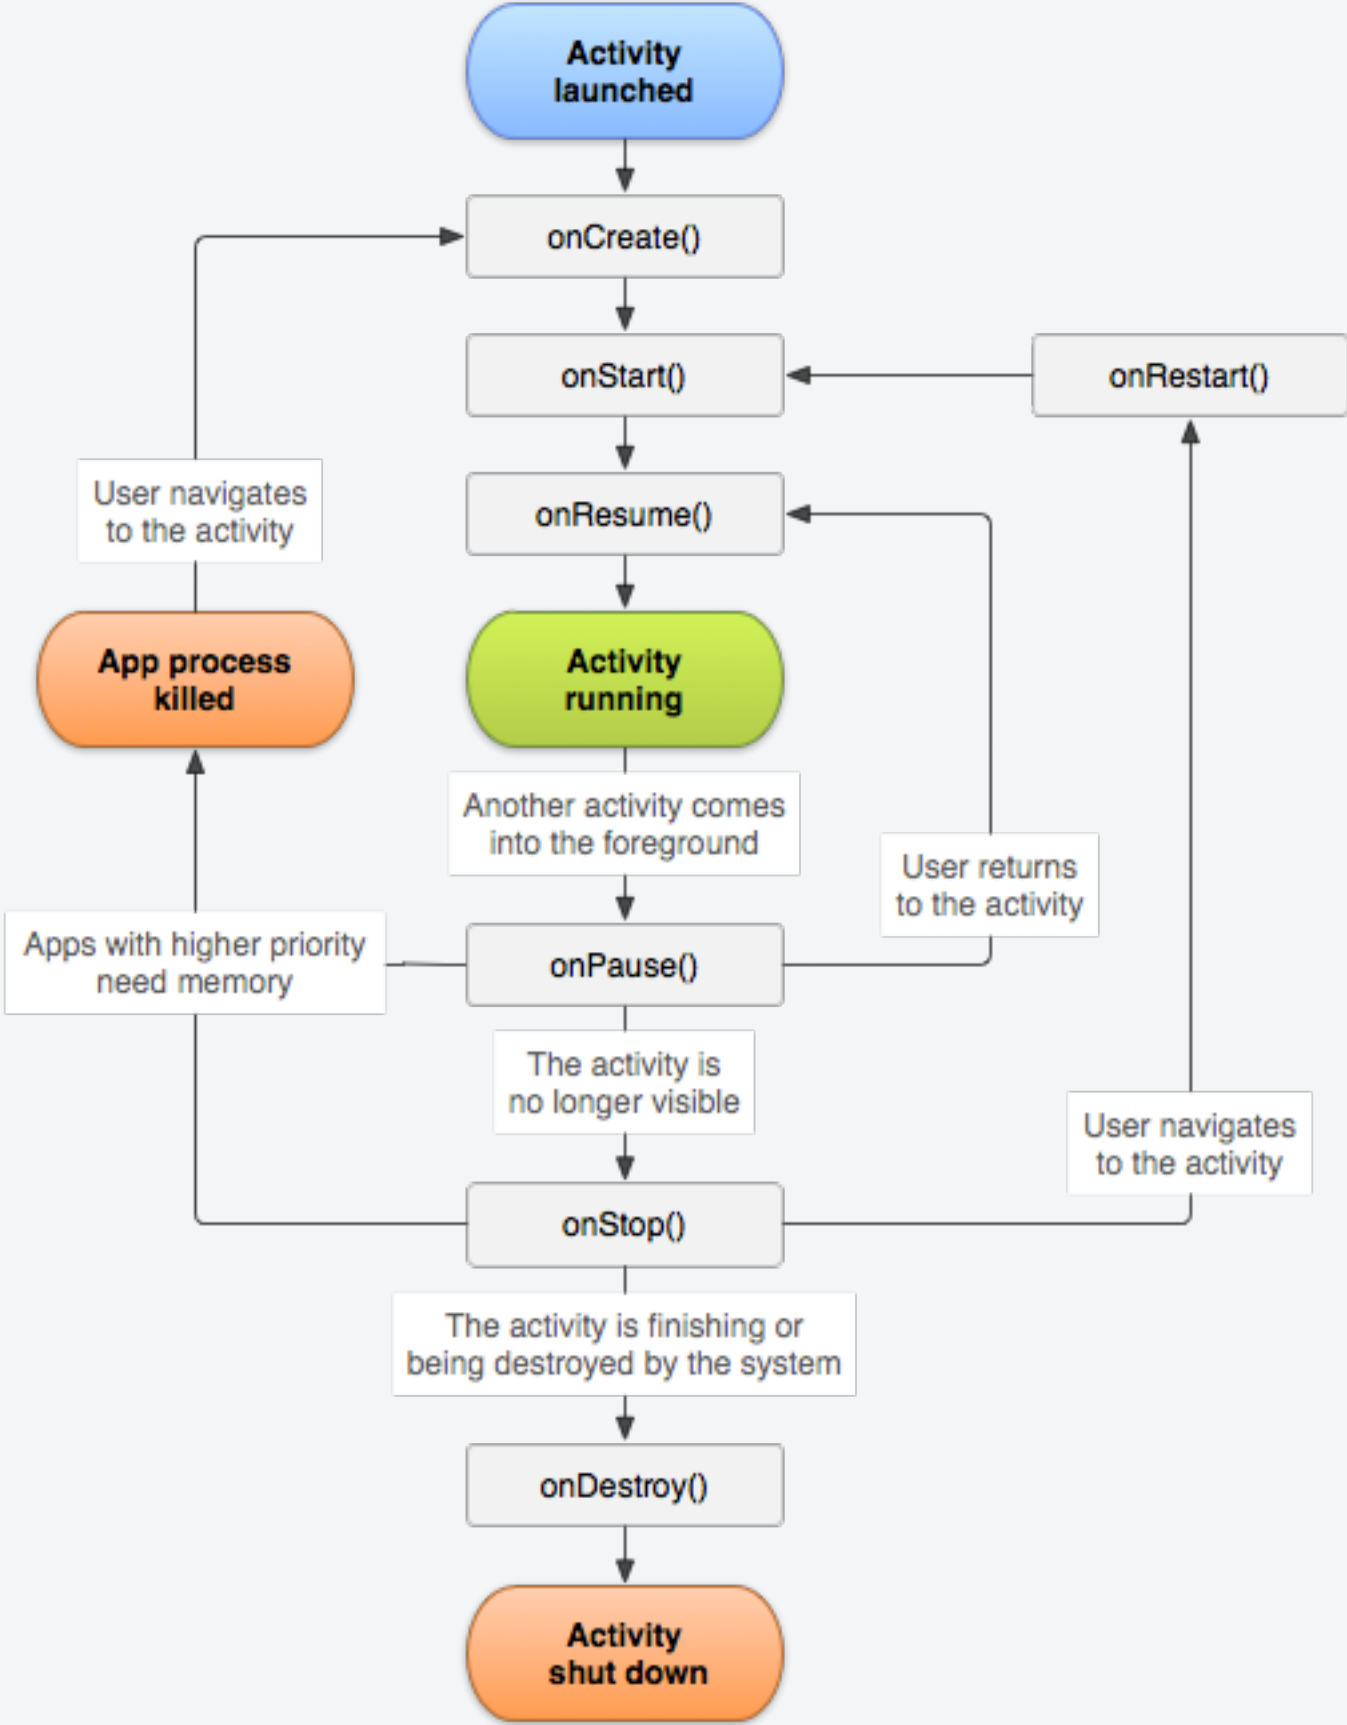 Activity
launched
onCreate()
onStart()
onRestart()
User navigates
to the activity
onResume()
App process
killed
Activity
running
Another activity comes
into the foreground
User returns
to the activity
Apps with higher priority
need memory
onPause()
The activity is
no longer visible
User navigates
to the activity
onStop()
The activity is finishing or
being destroyed by the system
onDestroy()
Activity
shut down